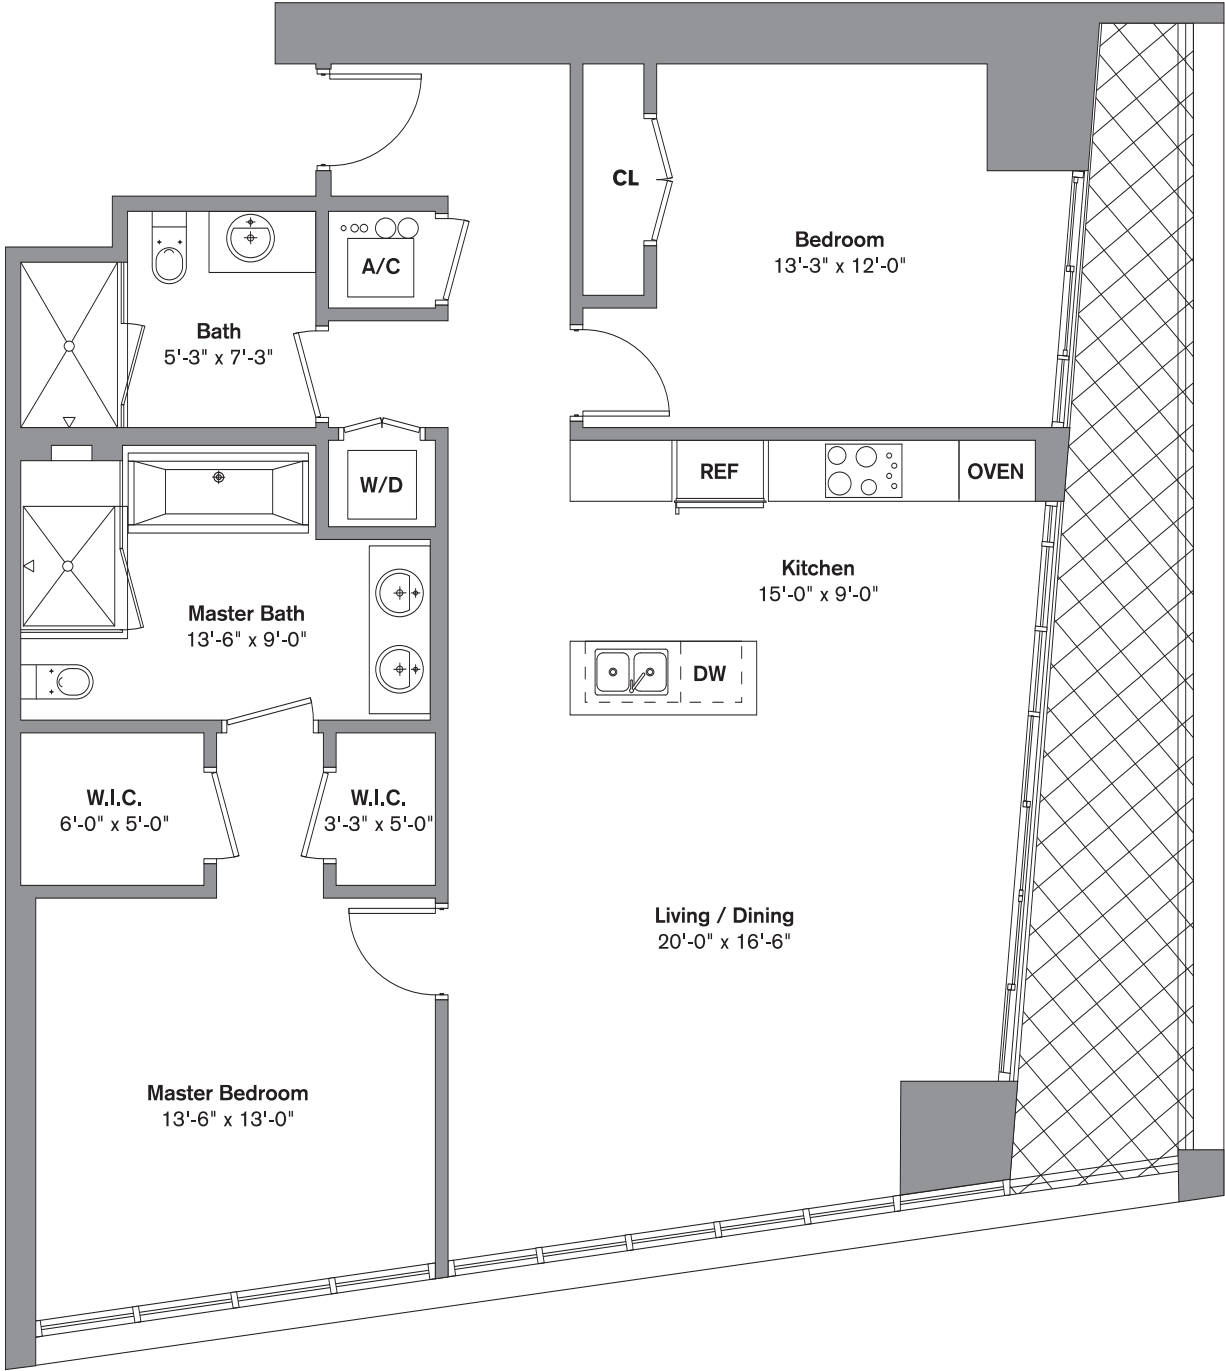 CL
Bedroom
13'-3" x 12'-0"
A/C
Bath
5'-3" x 7'-3"
W/D
REF
OVEN
Kitchen
15'-0" x 9'-0"
Master Bath
13'-6" x 9'-0"
DW
W.I.C.
6'-0" x 5'-0"
W.I.C.
3'-3" x 5'-0"
Living / Dining
20'-0" x 16'-6"
Master Bedroom
13'-6" x 13'-0"